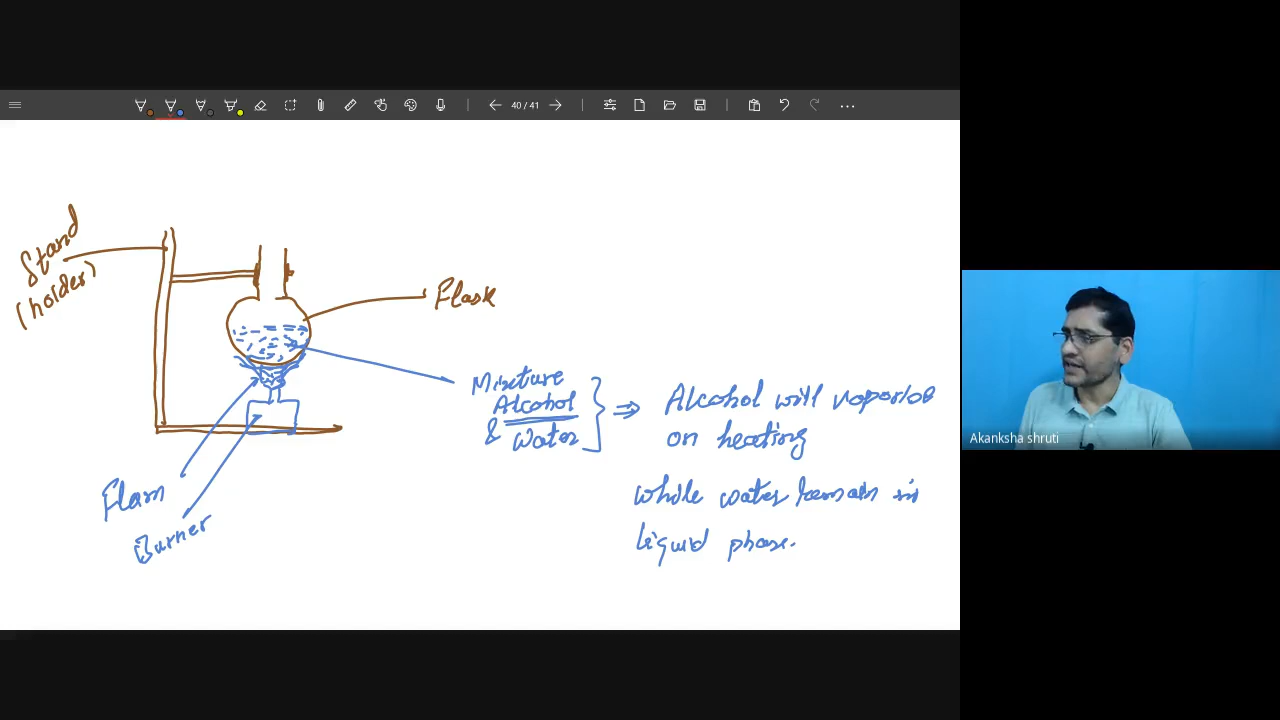 40 / 41
Stand
(holder)
Flask
Mixture
Alcohol
& Water
Alcohol will vaporise
on heating
while water remain in
liquid phase.
Flam
Burner
Akanksha shruti